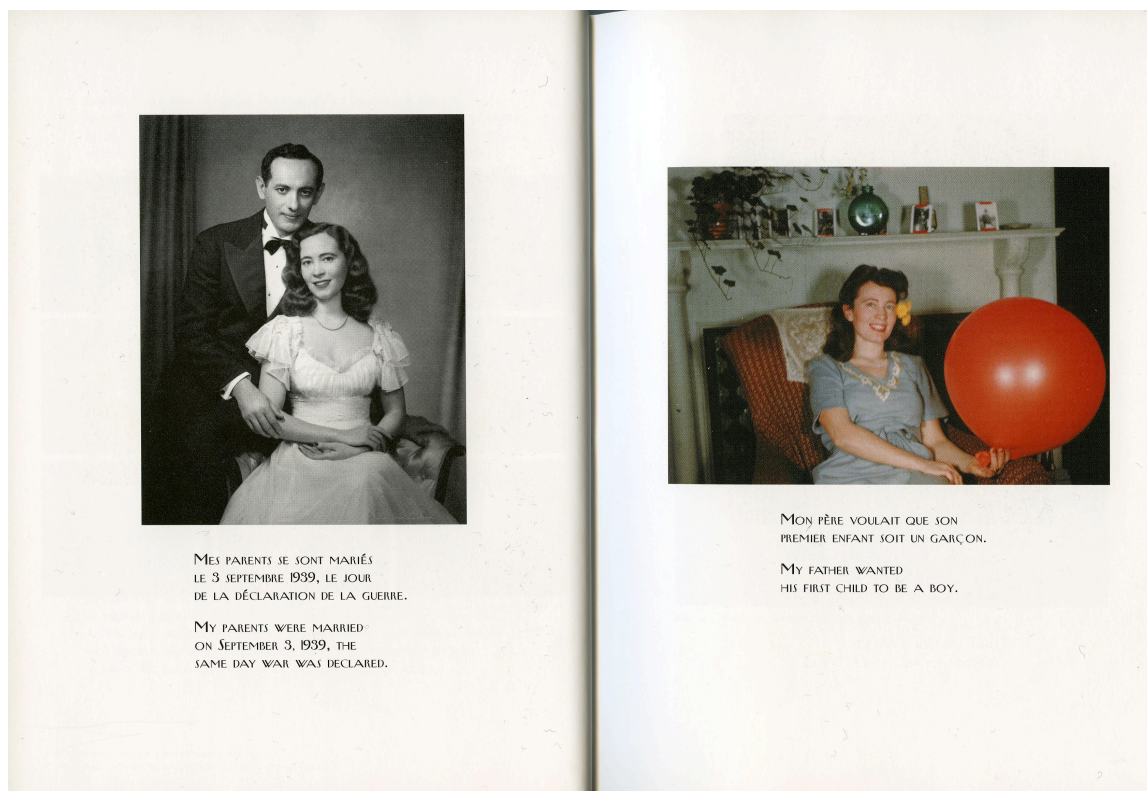 Mes parents se sont mariés
le 3 septembre 1939, le jour
de la déclaration de la guerre.
My parents were married
on September 3, 1939, the
same day war was declared.
Mon père voulait que son
premier enfant soit un garçon.
My father wanted
his first child to be a boy.